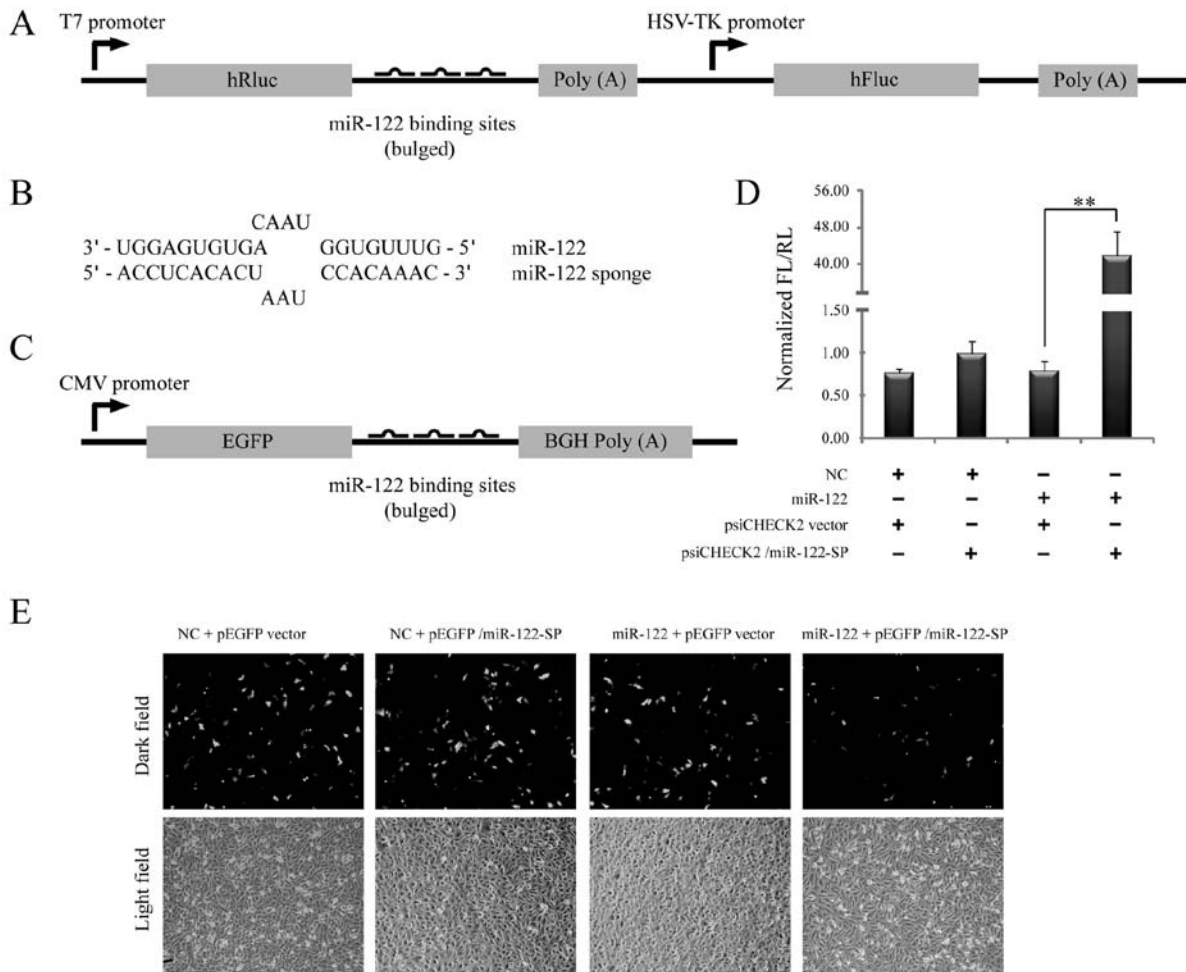 A
T7 promoter
HSV-TK promoter
hRluc
Poly (A)
hFluc
Poly (A)
miR-122 binding sites
(bulged)
B
CAAU
3' - UGGAGUGUGA GGUGUUUG - 5' miR-122
5' - ACCUCACACU CCACAAAC - 3' miR-122 sponge
AAU
C
CMV promoter
EGFP
BGH Poly (A)
miR-122 binding sites
(bulged)
D
Normalized FL/RL
56.00
48.00
40.00
1.50
1.00
0.50
0.00
**
NC + + − −
miR-122 − − + +
psiCHECK2 vector + − + −
psiCHECK2 /miR-122-SP − + − +
E
NC + pEGFP vector
NC + pEGFP /miR-122-SP
miR-122 + pEGFP vector
miR-122 + pEGFP /miR-122-SP
Dark field
Light field